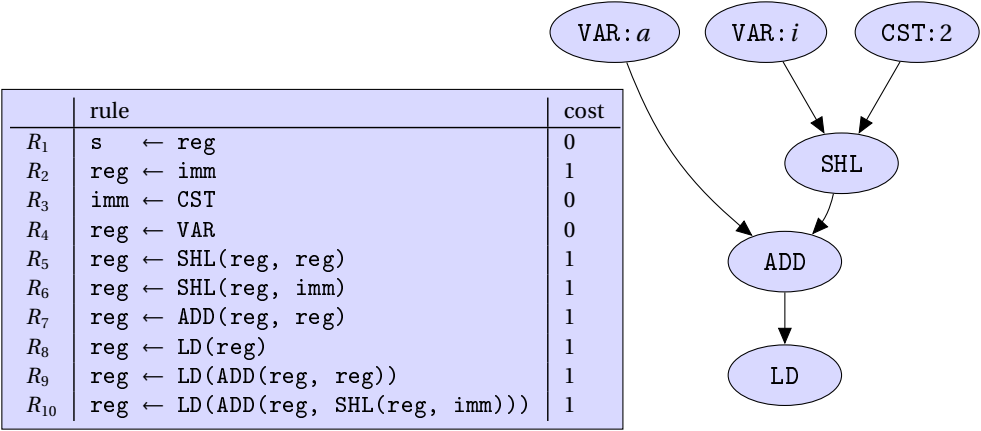 VAR:a VAR:i CST:2
rule cost
R1 s ← reg 0
R2 reg ← imm 1
R3 imm ← CST 0
R4 reg ← VAR 0
R5 reg ← SHL(reg, reg) 1
R6 reg ← SHL(reg, imm) 1
R7 reg ← ADD(reg, reg) 1
R8 reg ← LD(reg) 1
R9 reg ← LD(ADD(reg, reg)) 1
R10 reg ← LD(ADD(reg, SHL(reg, imm))) 1
SHL
ADD
LD